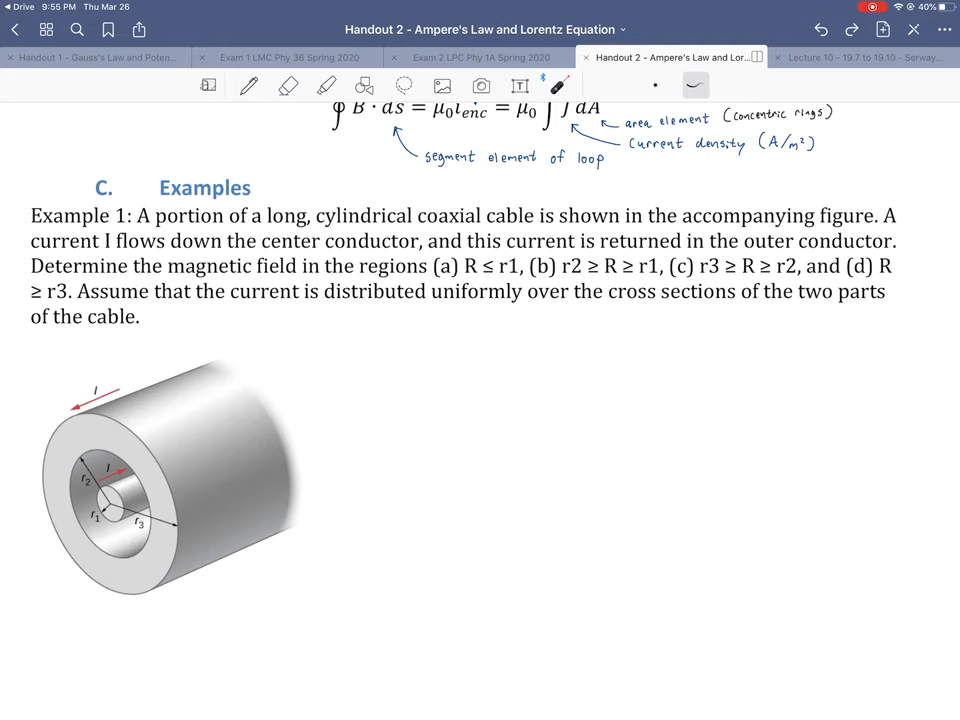 Drive 9:55 PM Thu Mar 26 40%
Handout 2 - Ampere's Law and Lorentz Equation
Handout 1 - Gauss's Law and Poten... Exam 1 LMC Phy 36 Spring 2020 Exam 2 LPC Phy 1A Spring 2020 Handout 2 - Ampere's Law and Lor... Lecture 10 - 19.7 to 19.10 - Serway...
∮ B · ds = μ₀i_enc = μ₀ ∫ J dA
area element (concentric rings)
current density (A/m²)
segment element of loop
C. Examples
Example 1: A portion of a long, cylindrical coaxial cable is shown in the accompanying figure. A
current I flows down the center conductor, and this current is returned in the outer conductor.
Determine the magnetic field in the regions (a) R ≤ r1, (b) r2 ≥ R ≥ r1, (c) r3 ≥ R ≥ r2, and (d) R
≥ r3. Assume that the current is distributed uniformly over the cross sections of the two parts
of the cable.
I
I
r₂
r₁
r₃